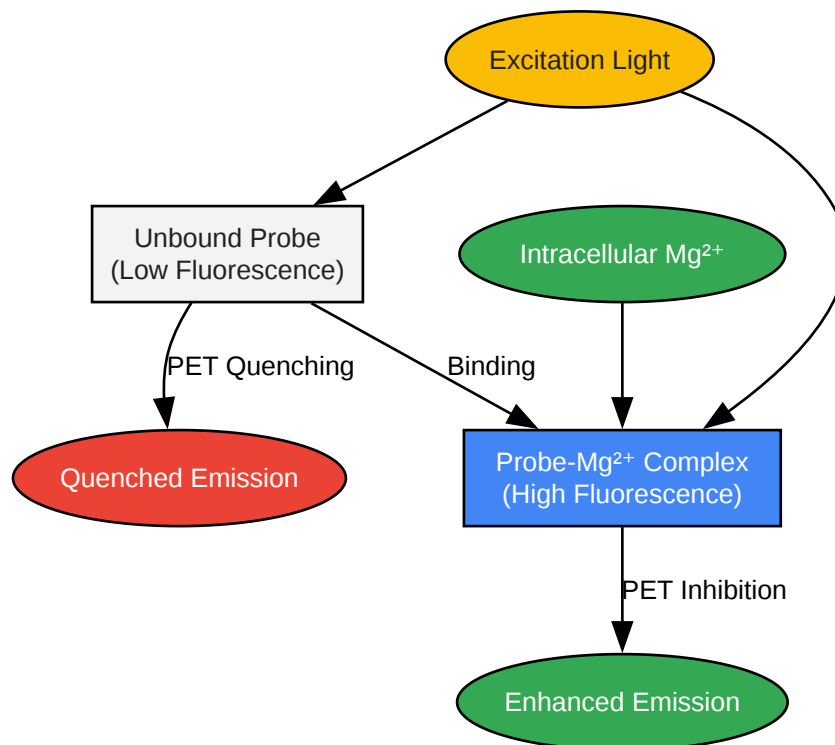 Excitation Light
Unbound Probe
(Low Fluorescence)
Intracellular Mg²⁺
PET Quenching
Binding
Quenched Emission
Probe-Mg²⁺ Complex
(High Fluorescence)
PET Inhibition
Enhanced Emission